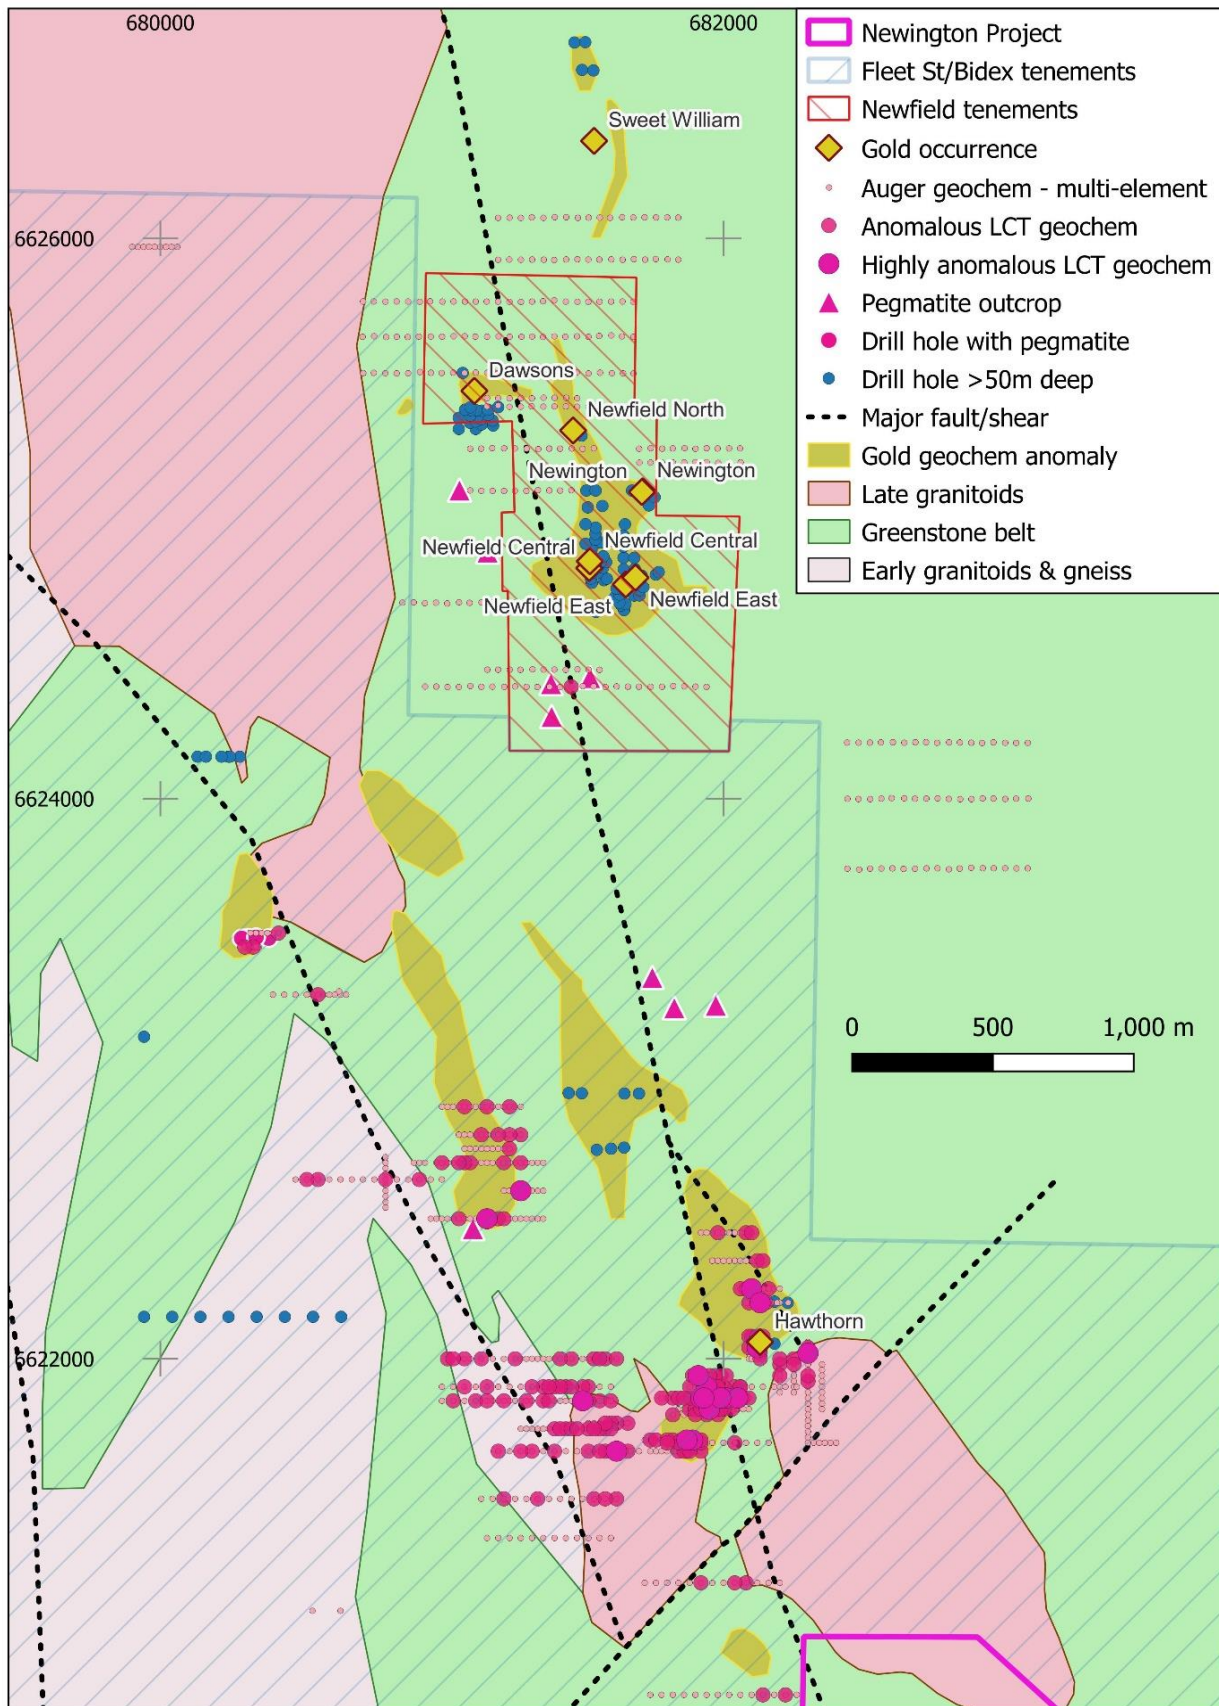 680000
682000
Newington Project
Fleet St/Bidex tenements
Newfield tenements
Gold occurrence
Auger geochem - multi-element
Anomalous LCT geochem
Highly anomalous LCT geochem
Pegmatite outcrop
Drill hole with pegmatite
Drill hole >50m deep
Major fault/shear
Gold geochem anomaly
Late granitoids
Greenstone belt
Early granitoids & gneiss
Sweet William
6626000
Dawsons
Newfield North
Newington
Newington
Newfield Central
Newfield Central
Newfield East
Newfield East
6624000
0 500 1,000 m
Hawthorn
6622000